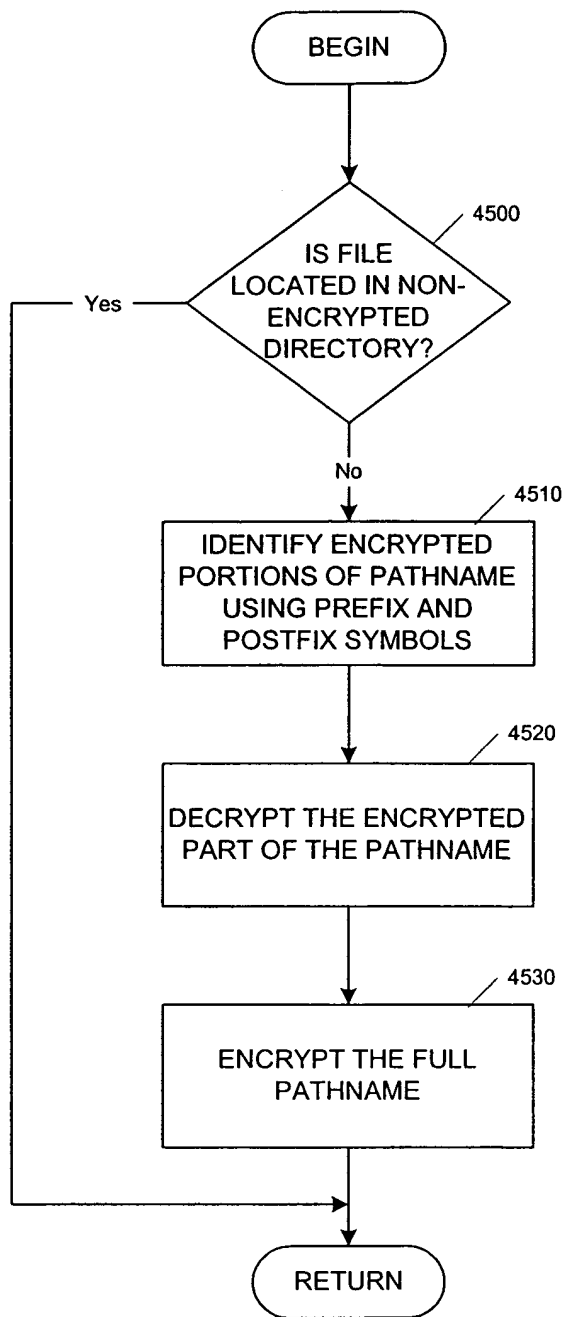 BEGIN
4500
IS FILE
LOCATED IN NON-
ENCRYPTED
DIRECTORY?
Yes
No
4510
IDENTIFY ENCRYPTED
PORTIONS OF PATHNAME
USING PREFIX AND
POSTFIX SYMBOLS
4520
DECRYPT THE ENCRYPTED
PART OF THE PATHNAME
4530
ENCRYPT THE FULL
PATHNAME
RETURN